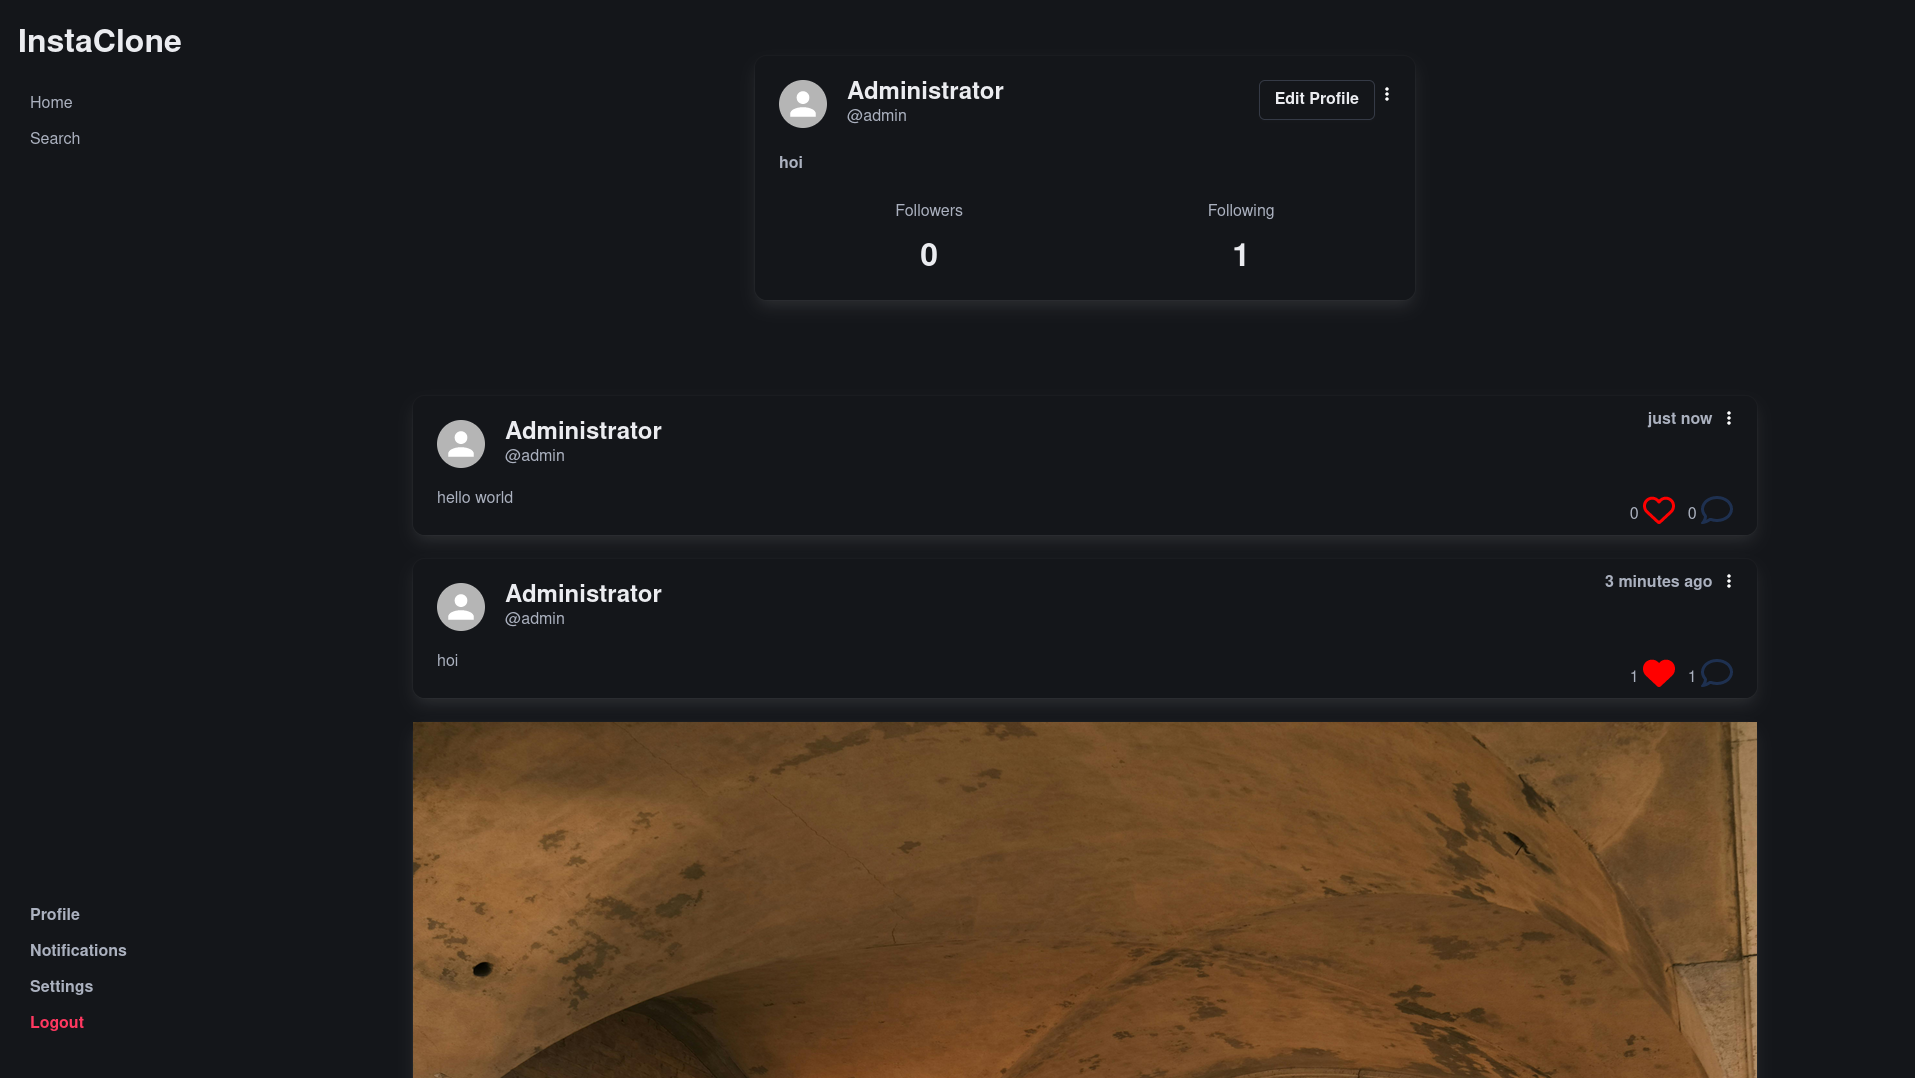 InstaClone
Home
Search
Administrator
@admin
Edit Profile
hoi
Followers
Following
0
1
Administrator
@admin
just now
hello world
0
0
Administrator
@admin
3 minutes ago
hoi
1
1
Profile
Notifications
Settings
Logout